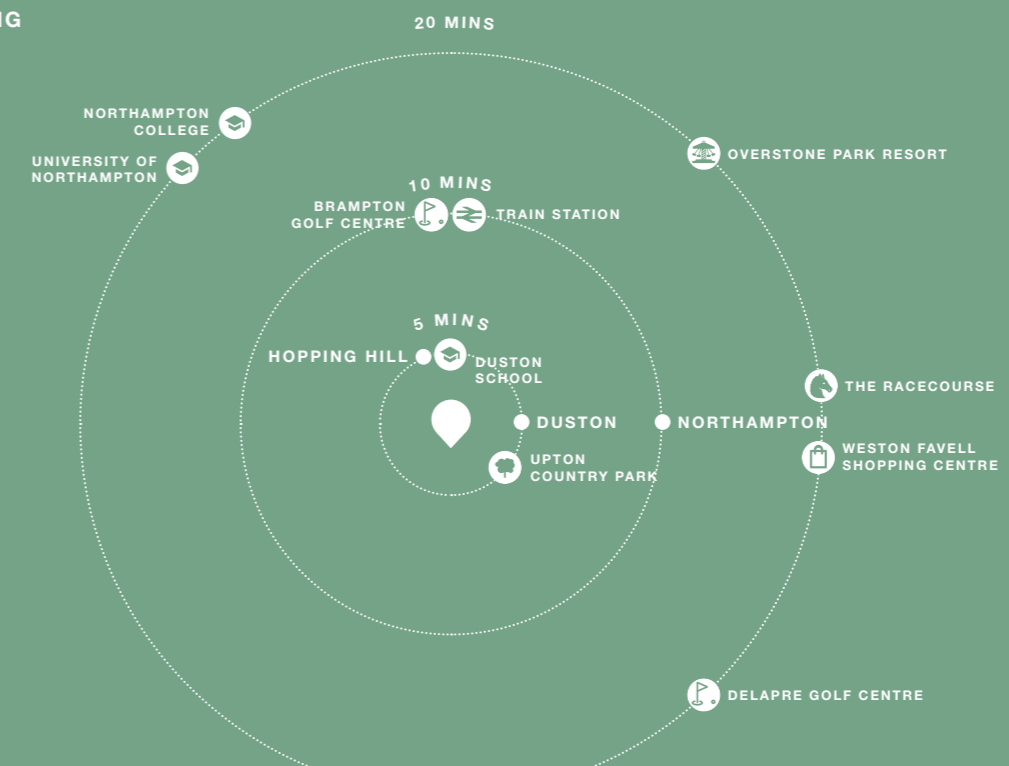 20 MINS
NORTHAMPTON
COLLEGE
UNIVERSITY OF
NORTHAMPTON
OVERSTONE PARK RESORT
10 MINS
BRAMPTON
GOLF CENTRE
TRAIN STATION
5 MINS
HOPPING HILL
DUSTON
SCHOOL
THE RACECOURSE
DUSTON
NORTHAMPTON
UPTON
COUNTRY PARK
WESTON FAVELL
SHOPPING CENTRE
DELAPRE GOLF CENTRE